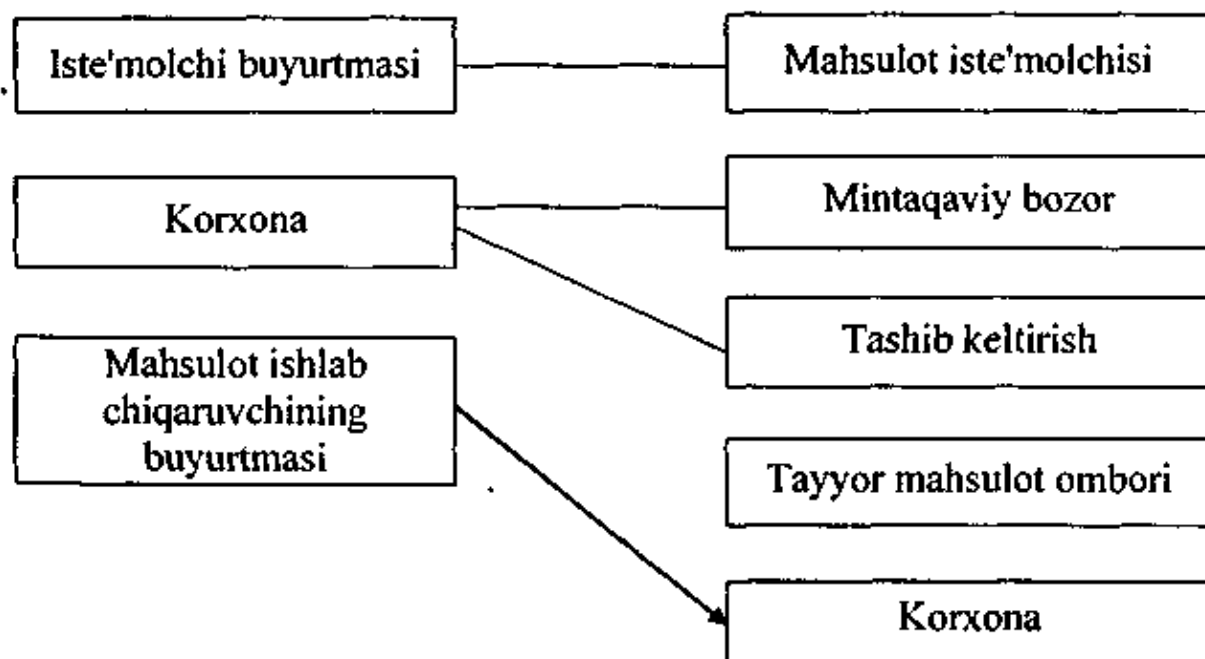 Iste'molchi buyurtmasi
Mahsulot iste'molchisi
Korxona
Mintaqaviy bozor
Tashib keltirish
Mahsulot ishlab
chiqaruvchining
buyurtmasi
Tayyor mahsulot ombori
Korxona